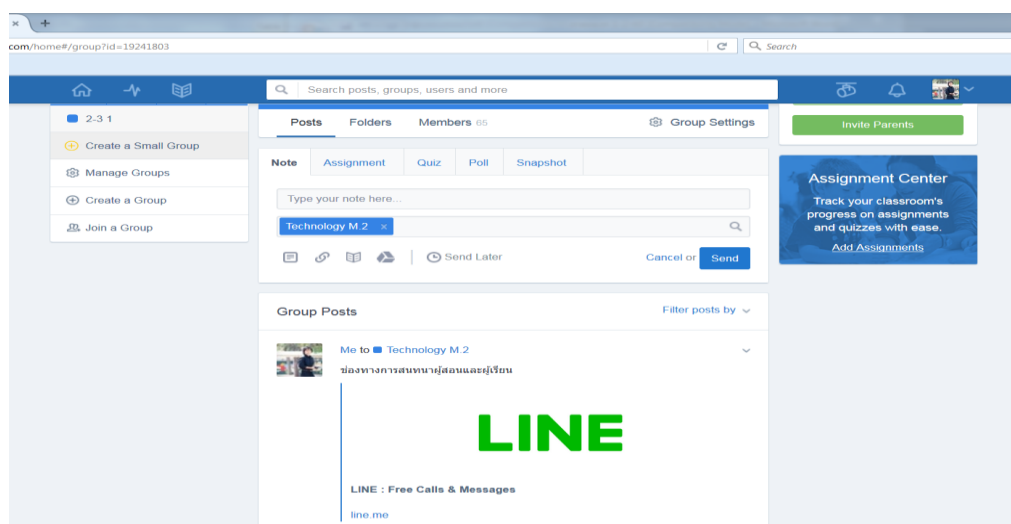 × +
com/home#/group?id=19241803
Search
Search posts, groups, users and more
2-3 1
Create a Small Group
Manage Groups
Create a Group
Join a Group
Posts Folders Members 65 Group Settings
Note Assignment Quiz Poll Snapshot
Type your note here...
Technology M.2 ×
Send Later Cancel or Send
Group Posts Filter posts by
Me to Technology M.2
ช่องทางการสนทนาผู้สอนและผู้เรียน
LINE
LINE : Free Calls & Messages
line.me
Invite Parents
Assignment Center
Track your classroom's
progress on assignments
and quizzes with ease.
Add Assignments